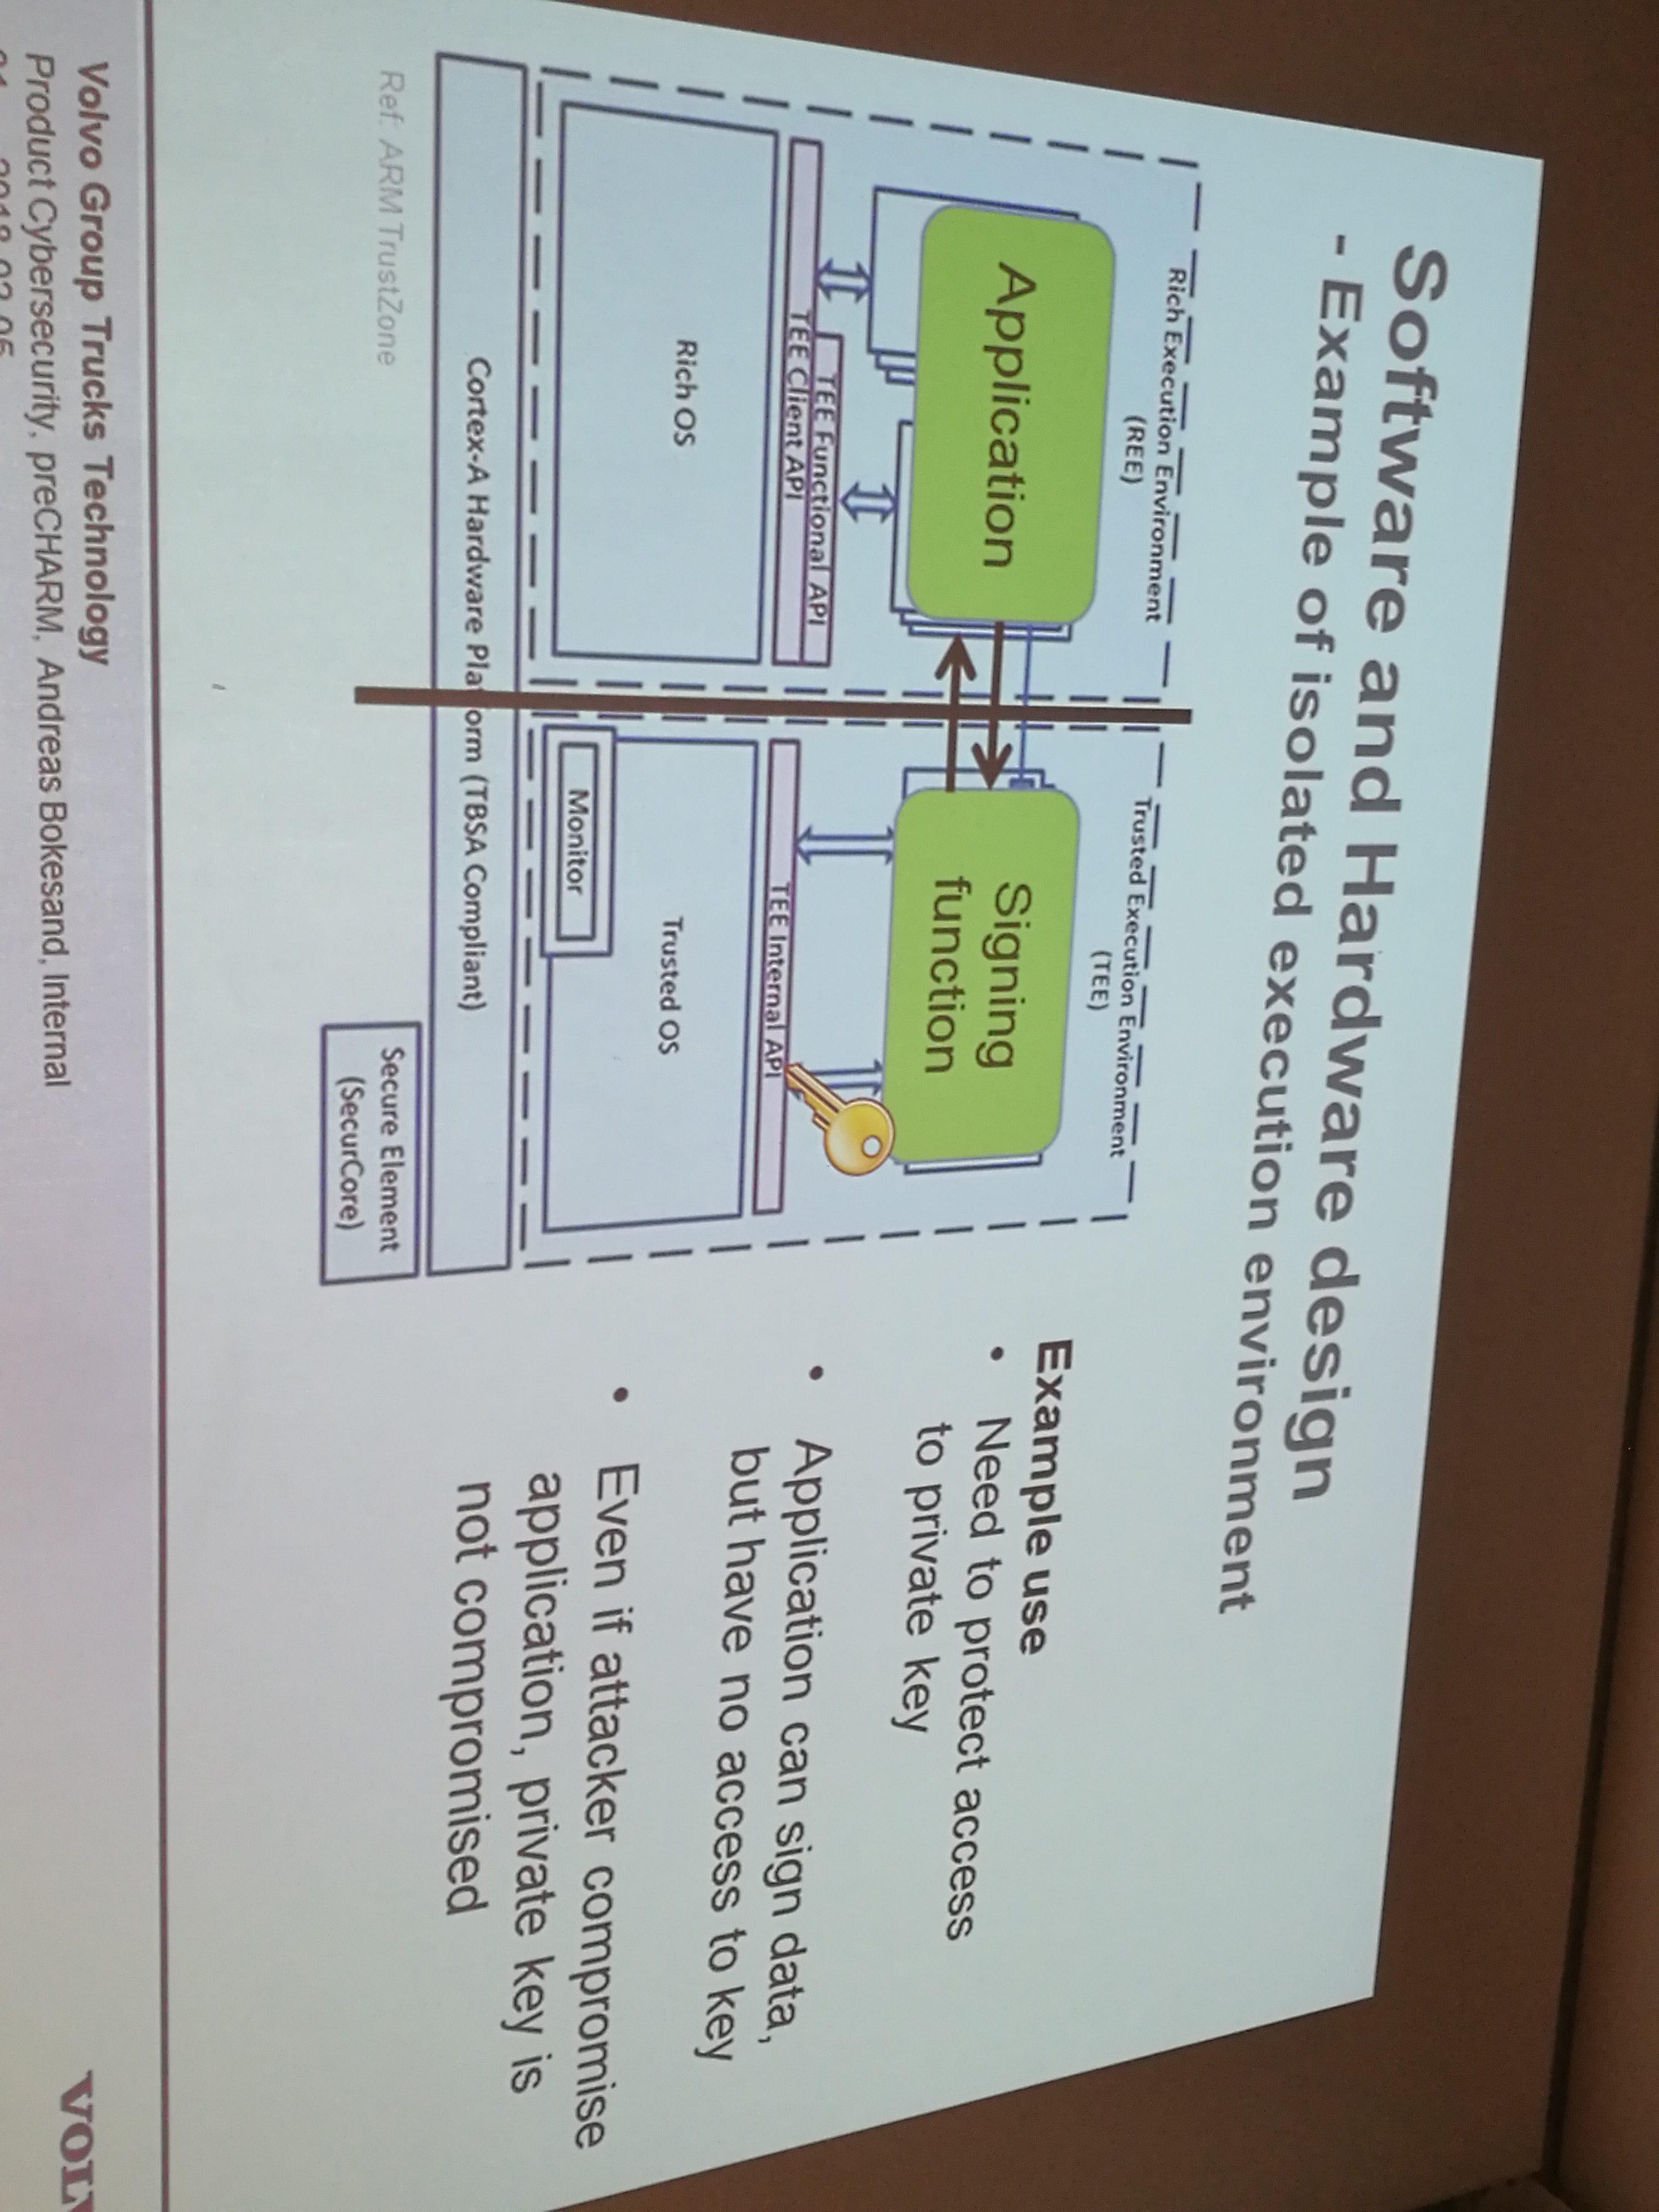 Software and Hardware design
- Example of isolated execution environment
Rich Execution Environment
(REE)
Trusted Execution Environment
(TEE)
Application
Signing
function
TEE Functional API
TEE Client API
TEE Internal API
Rich OS
Trusted OS
Monitor
Cortex-A Hardware Pla orm (TBSA Compliant)
Secure Element
(SecurCore)
Ref: ARM TrustZone
Example use
• Need to protect access
to private key
• Application can sign data,
but have no access to key
• Even if attacker compromise
application, private key is
not compromised
Volvo Group Trucks Technology
Product Cybersecurity, preCHARM, Andreas Bokesand, Internal